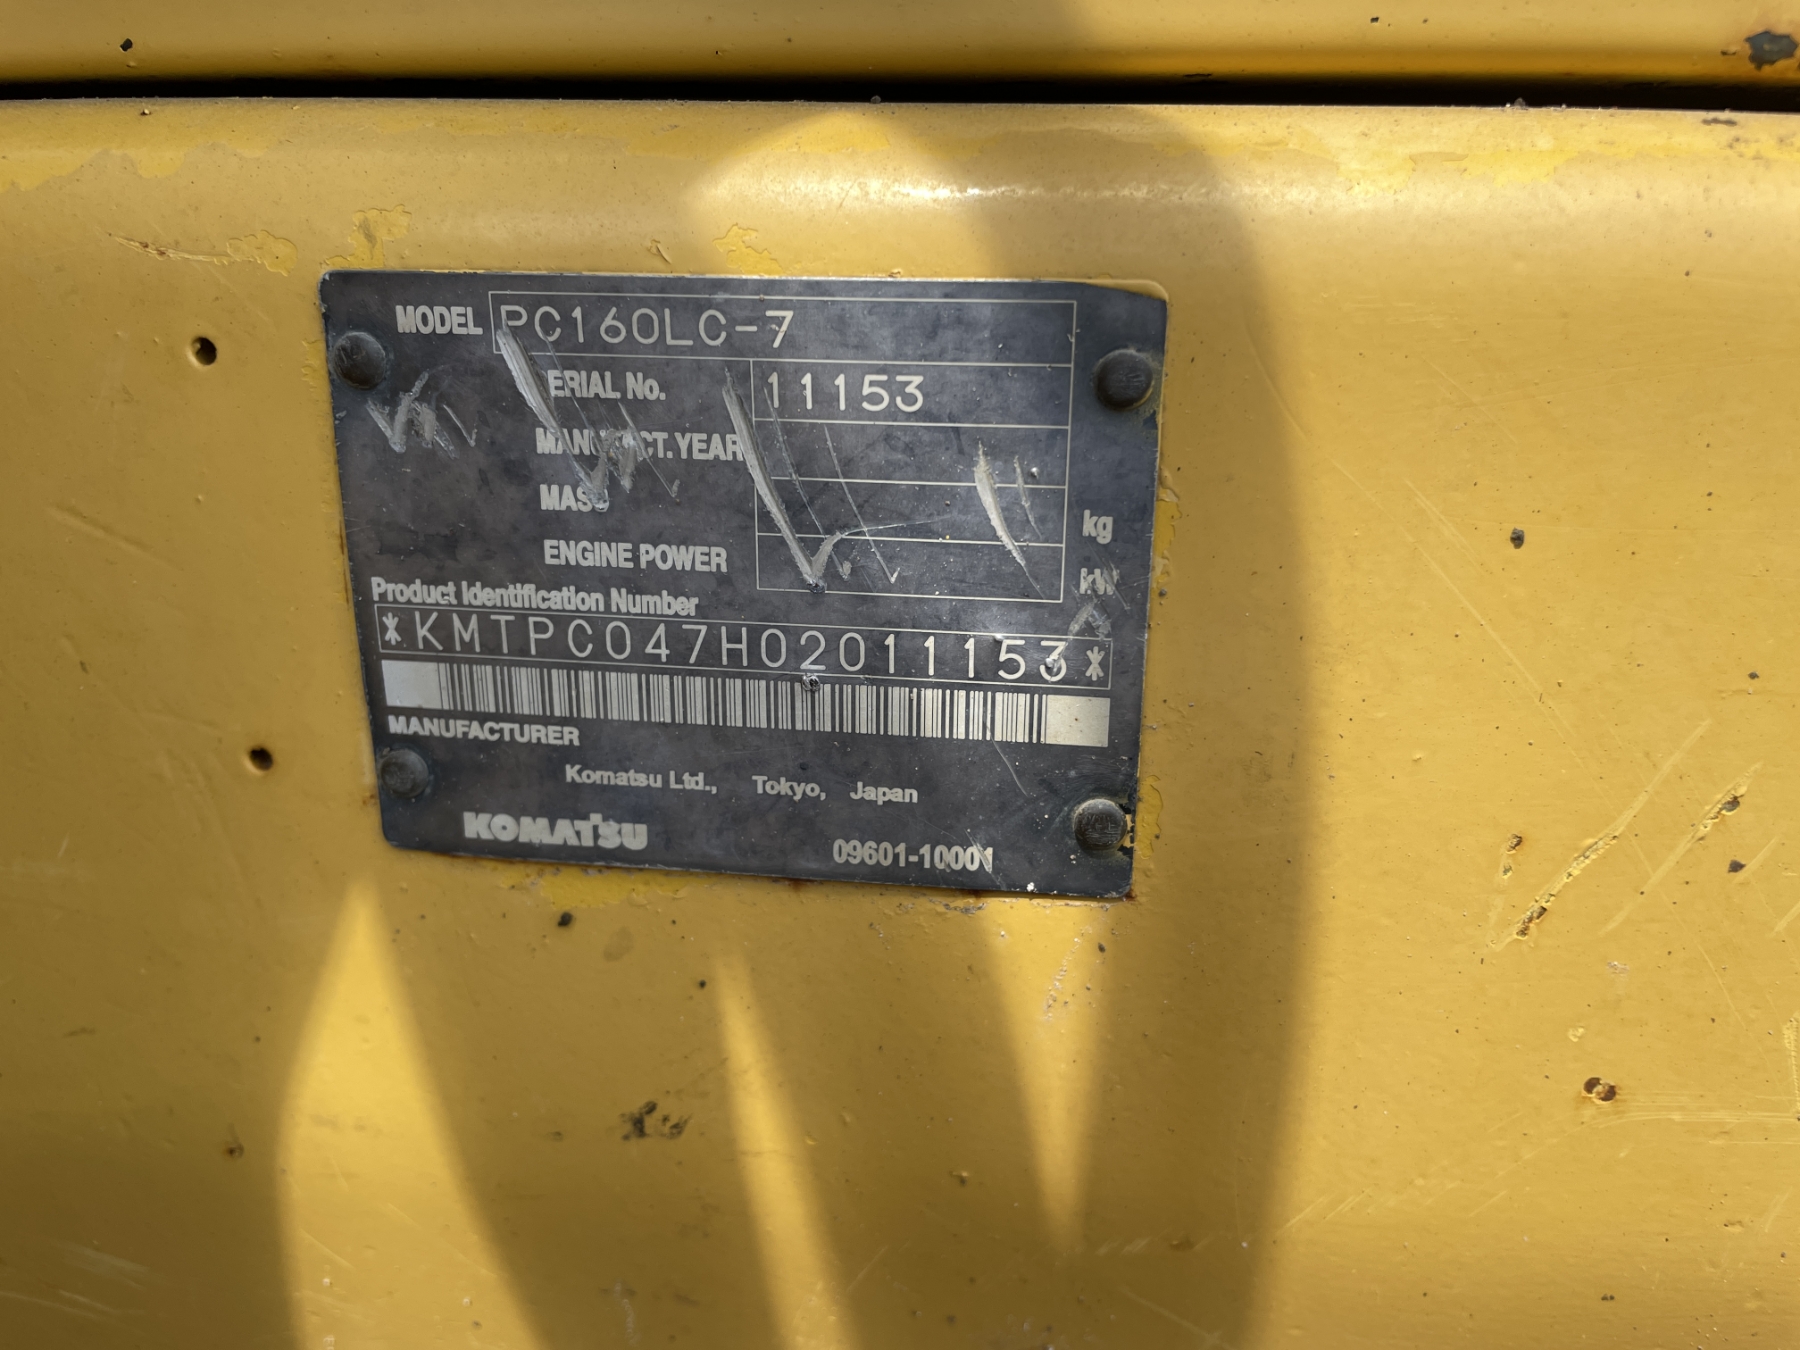 MODEL PC160LC-7
SERIAL No. 11153
MANUFACT. YEAR
MASS kg
ENGINE POWER kW
Product Identification Number
*KMTPC047H02011153*
MANUFACTURER
Komatsu Ltd., Tokyo, Japan
KOMATSU
09601-10001